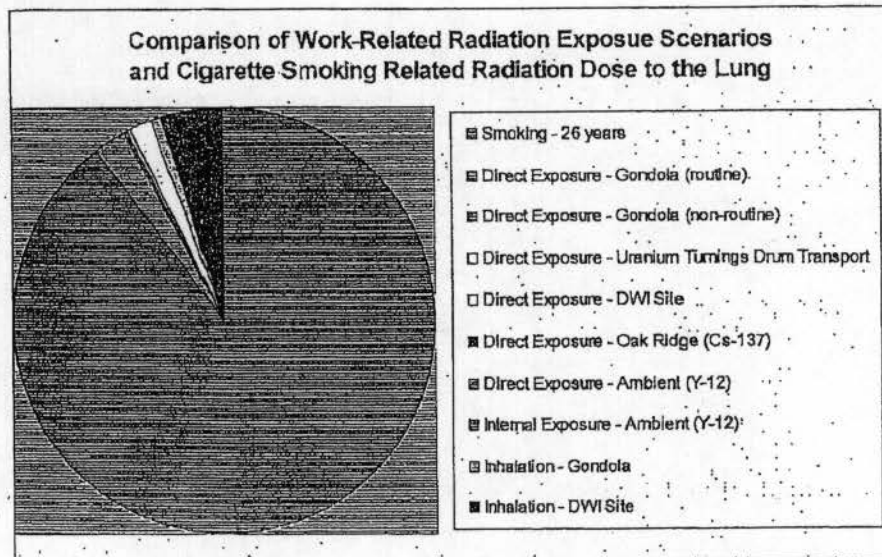 Comparison of Work-Related Radiation Exposue Scenarios
and Cigarette Smoking Related Radiation Dose to the Lung
Smoking - 26 years
Direct Exposure - Gondola (routine)
Direct Exposure - Gondola (non-routine)
Direct Exposure - Uranium Turnings Drum Transport
Direct Exposure - DWI Site
Direct Exposure - Oak Ridge (Cs-137)
Direct Exposure - Ambient (Y-12)
Internal Exposure - Ambient (Y-12)
Inhalation - Gondola
Inhalation - DWI Site